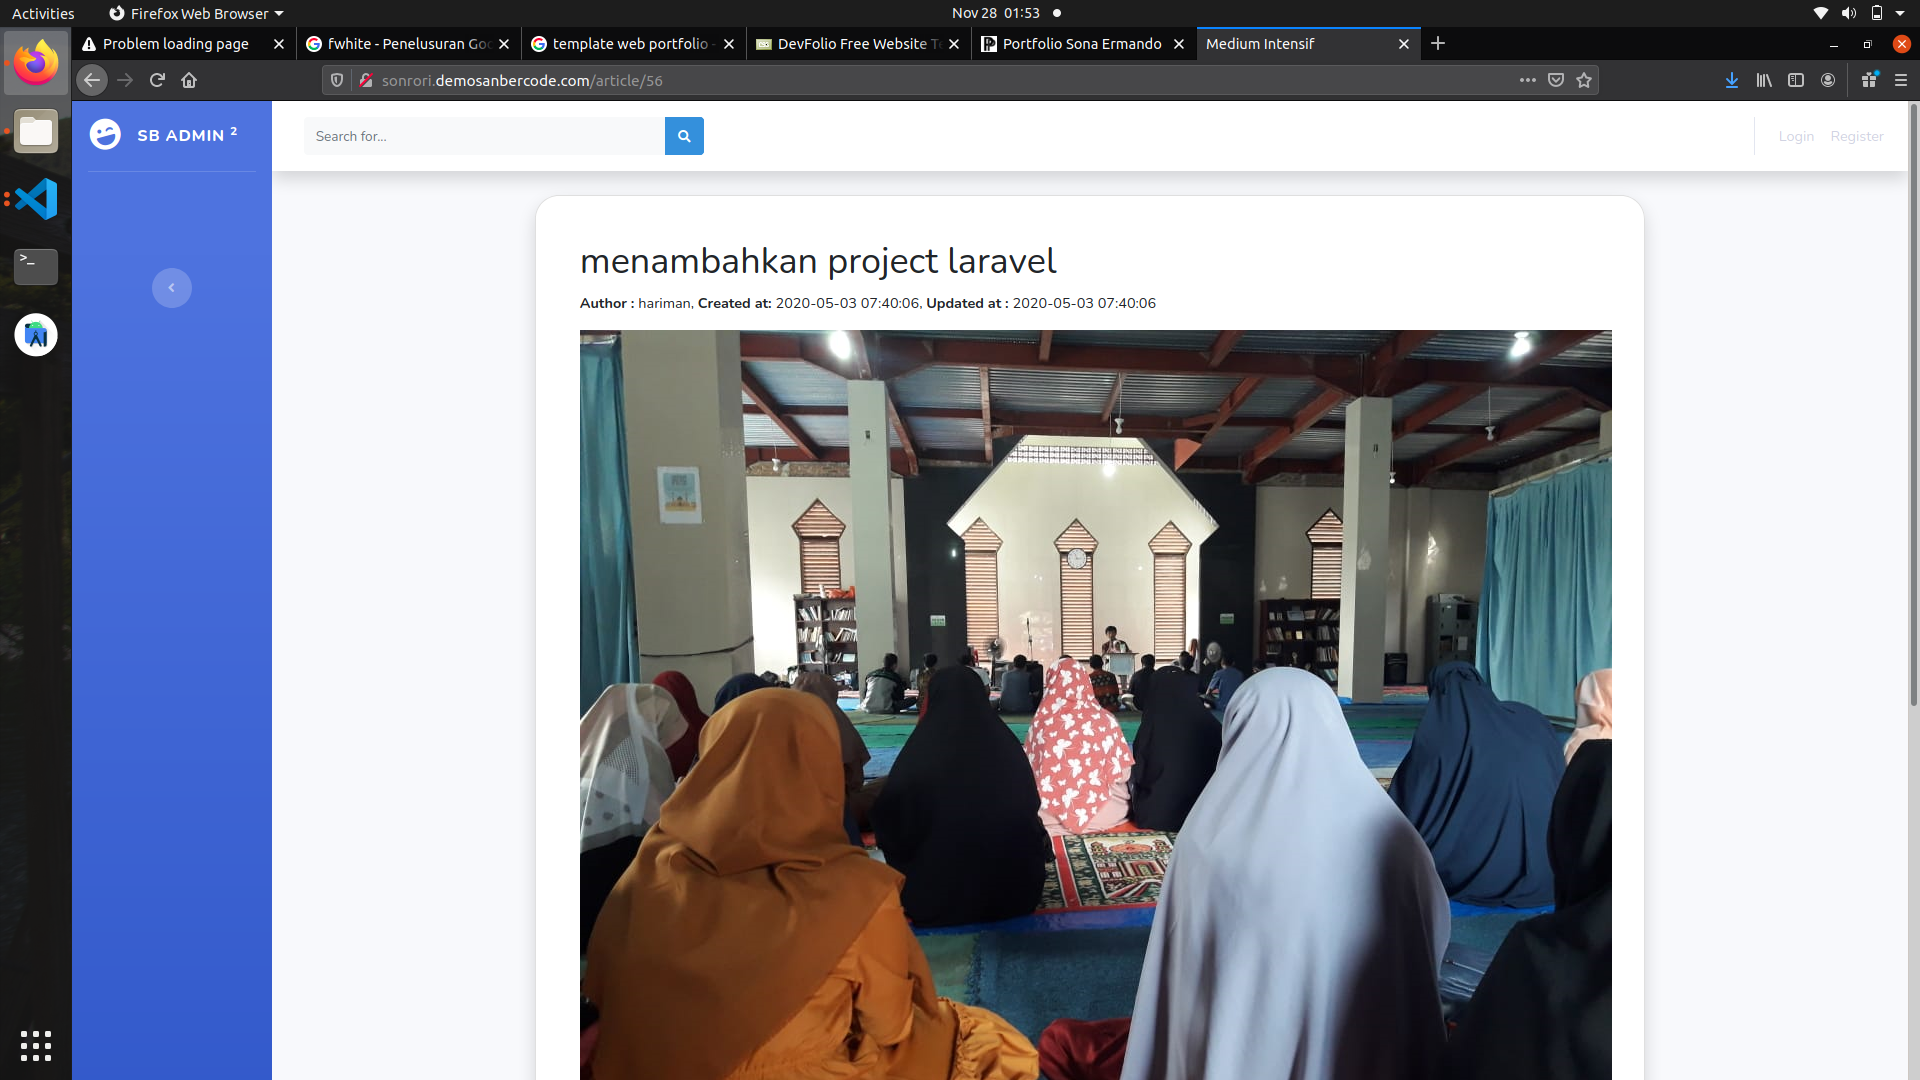 Activities
Firefox Web Browser
Nov 28 01:53
Problem loading page
fwhite - Penelusuran Goo
template web portfolio -
DevFolio Free Website Te
Portfolio Sona Ermando
Medium Intensif
sonrori.demosanbercode.com/article/56
SB ADMIN 2
Search for...
Login
Register
menambahkan project laravel
Author : hariman, Created at: 2020-05-03 07:40:06, Updated at : 2020-05-03 07:40:06